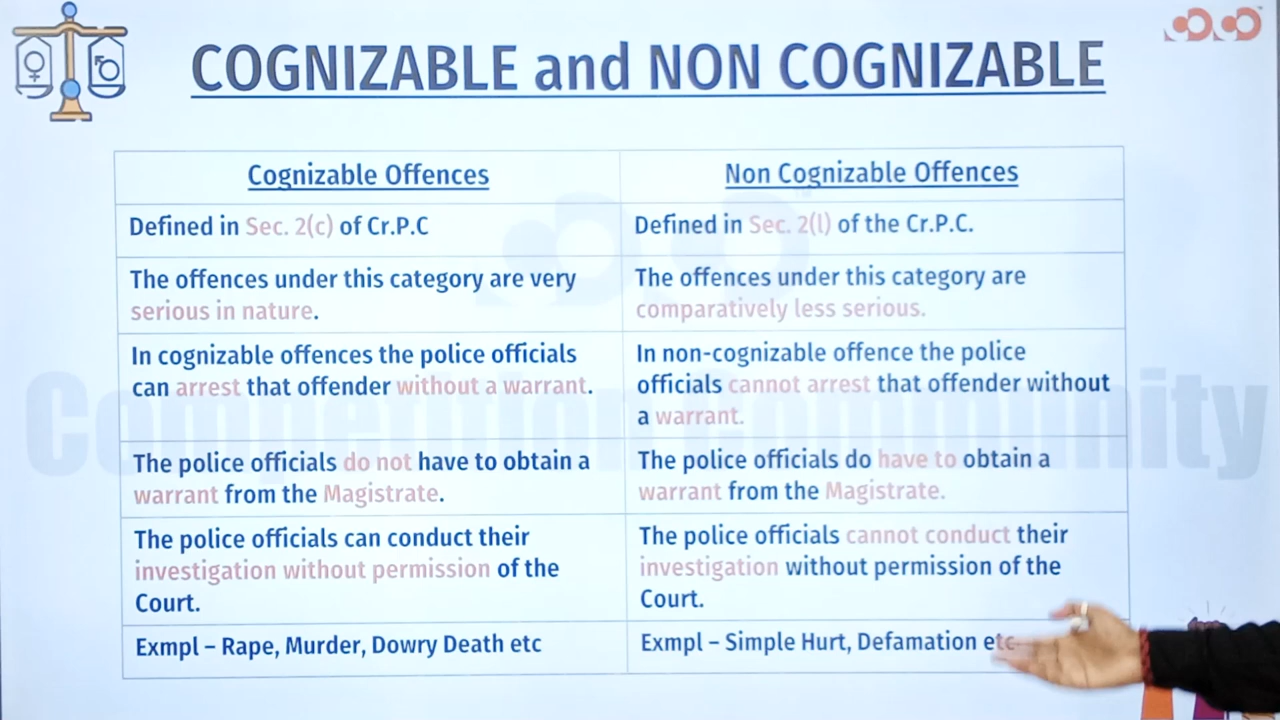 COGNIZABLE and NON COGNIZABLE
Cognizable Offences
Non Cognizable Offences
Defined in Sec. 2(c) of Cr.P.C
Defined in Sec. 2(l) of the Cr.P.C.
The offences under this category are very
serious in nature.
The offences under this category are
comparatively less serious.
In cognizable offences the police officials
can arrest that offender without a warrant.
In non-cognizable offence the police
officials cannot arrest that offender without
a warrant.
The police officials do not have to obtain a
warrant from the Magistrate.
The police officials do have to obtain a
warrant from the Magistrate.
The police officials can conduct their
investigation without permission of the
Court.
The police officials cannot conduct their
investigation without permission of the
Court.
Exmpl – Rape, Murder, Dowry Death etc
Exmpl – Simple Hurt, Defamation etc
Competition Community